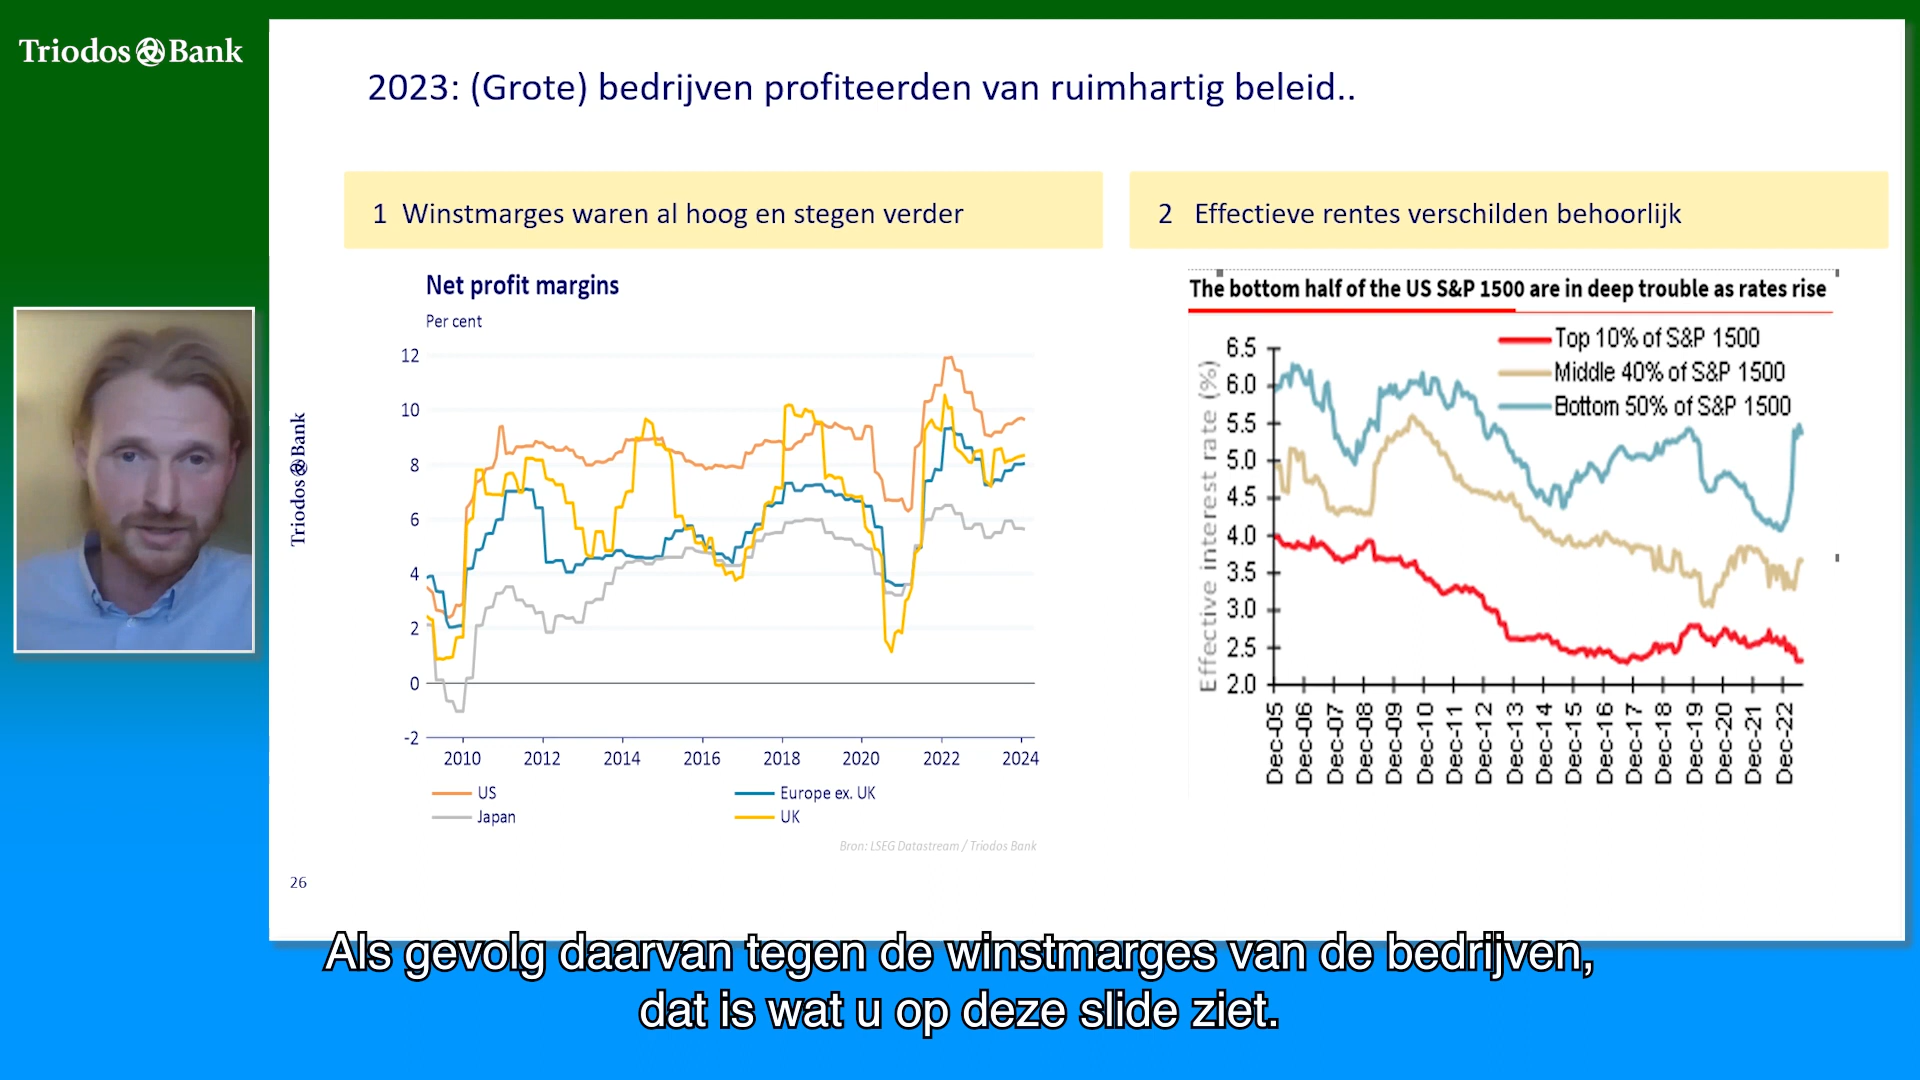 Triodos Bank
2023: (Grote) bedrijven profiteerden van ruimhartig beleid..
1 Winstmarges waren al hoog en stegen verder
2 Effectieve rentes verschilden behoorlijk
Net profit margins
Per cent
12
10
8
6
4
2
0
-2
2010 2012 2014 2016 2018 2020 2022 2024
US
Europe ex. UK
Japan
UK
Bron: LSEG Datastream / Triodos Bank
The bottom half of the US S&P 1500 are in deep trouble as rates rise
Top 10% of S&P 1500
Middle 40% of S&P 1500
Bottom 50% of S&P 1500
Effective interest rate (%)
6.5
6.0
5.5
5.0
4.5
4.0
3.5
3.0
2.5
2.0
Dec-05 Dec-06 Dec-07 Dec-08 Dec-09 Dec-10 Dec-11 Dec-12 Dec-13 Dec-14 Dec-15 Dec-16 Dec-17 Dec-18 Dec-19 Dec-20 Dec-21 Dec-22
Triodos Bank
26
Als gevolg daarvan tegen de winstmarges van de bedrijven,
dat is wat u op deze slide ziet.